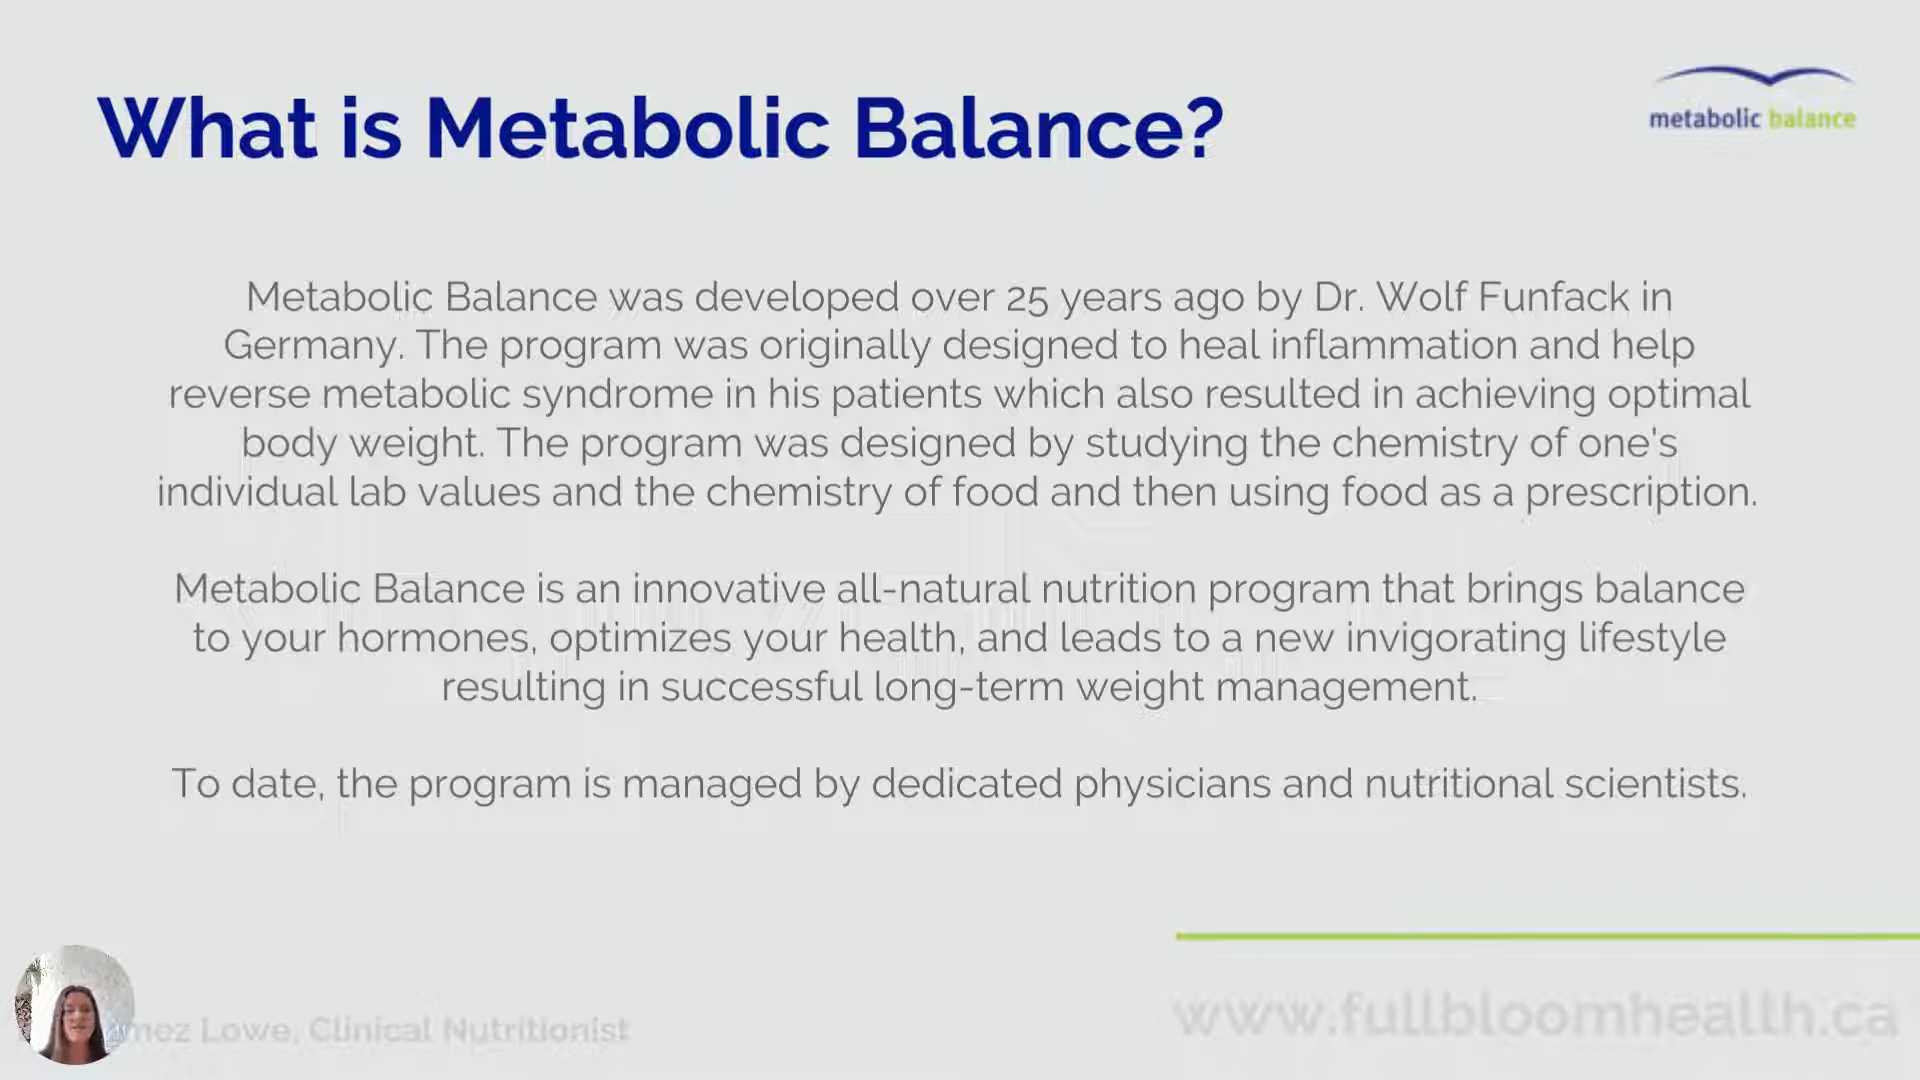 What is Metabolic Balance?
metabolic balance
Metabolic Balance was developed over 25 years ago by Dr. Wolf Funfack in
Germany. The program was originally designed to heal inflammation and help
reverse metabolic syndrome in his patients which also resulted in achieving optimal
body weight. The program was designed by studying the chemistry of one's
individual lab values and the chemistry of food and then using food as a prescription.
Metabolic Balance is an innovative all-natural nutrition program that brings balance
to your hormones, optimizes your health, and leads to a new invigorating lifestyle
resulting in successful long-term weight management.
To date, the program is managed by dedicated physicians and nutritional scientists.
Lowe, Clinical Nutritionist
www.fullbloomhealth.ca